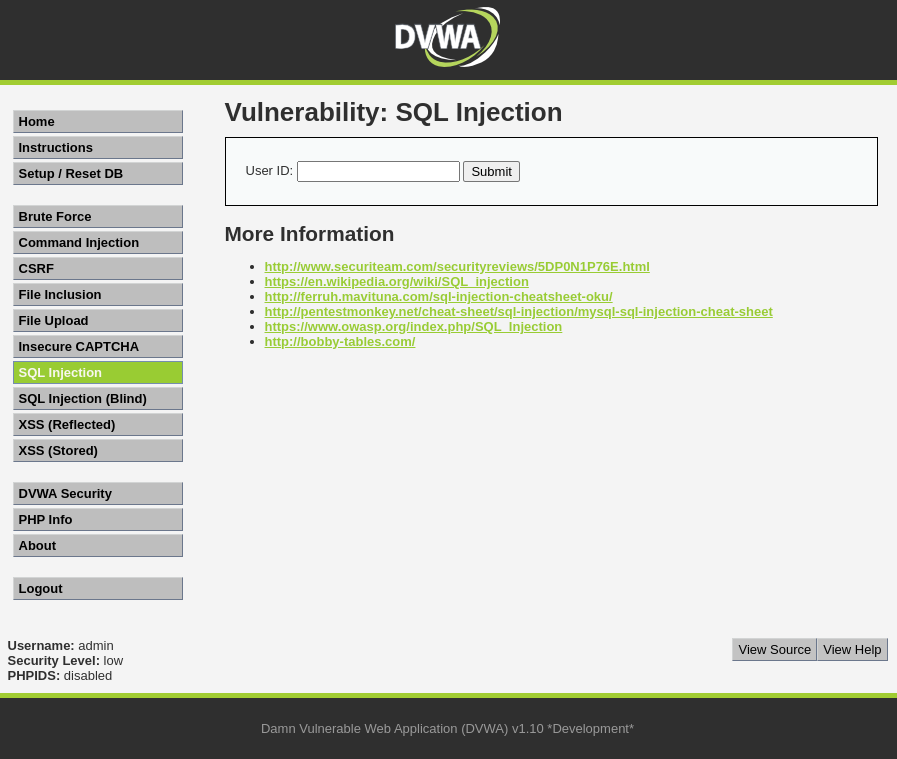 DVWA
Home
Instructions
Setup / Reset DB
Brute Force
Command Injection
CSRF
File Inclusion
File Upload
Insecure CAPTCHA
SQL Injection
SQL Injection (Blind)
XSS (Reflected)
XSS (Stored)
DVWA Security
PHP Info
About
Logout
Vulnerability: SQL Injection
User ID: Submit
More Information
http://www.securiteam.com/securityreviews/5DP0N1P76E.html
https://en.wikipedia.org/wiki/SQL_injection
http://ferruh.mavituna.com/sql-injection-cheatsheet-oku/
http://pentestmonkey.net/cheat-sheet/sql-injection/mysql-sql-injection-cheat-sheet
https://www.owasp.org/index.php/SQL_Injection
http://bobby-tables.com/
Username: admin
Security Level: low
PHPIDS: disabled
View Source View Help
Damn Vulnerable Web Application (DVWA) v1.10 *Development*